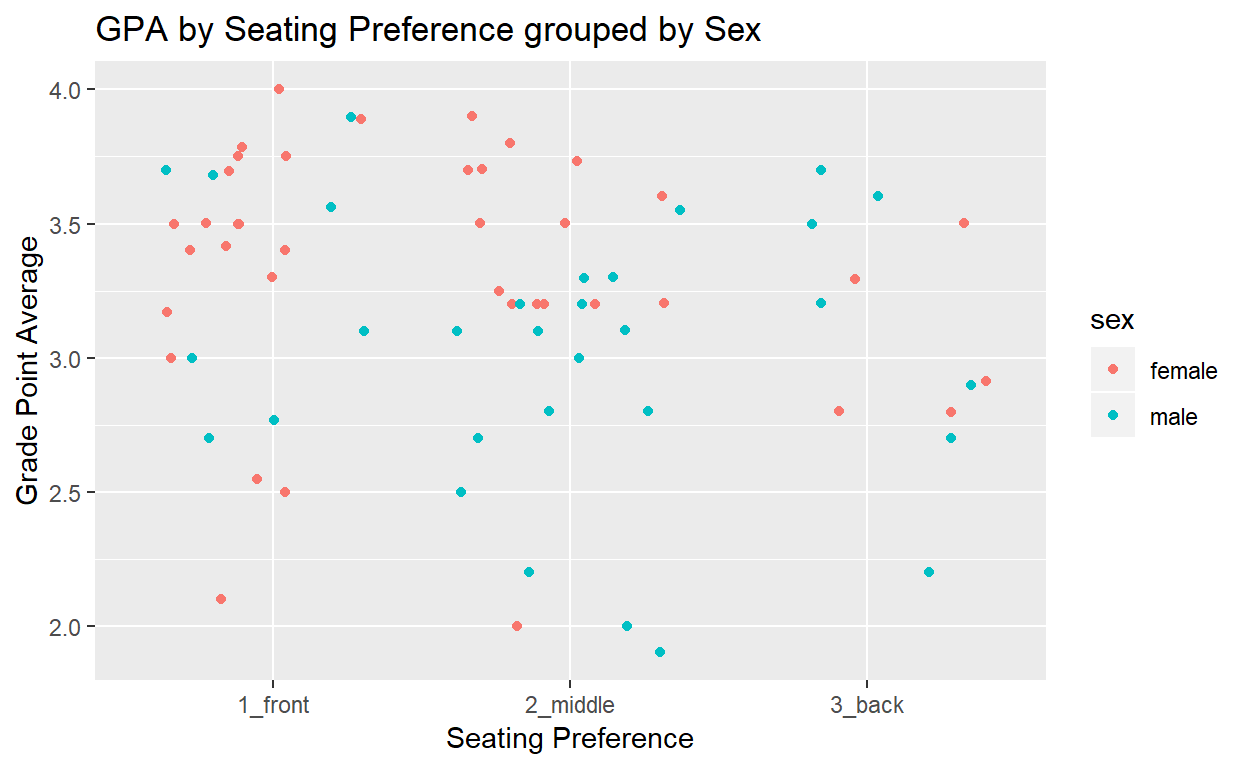 GPA by Seating Preference grouped by Sex
4.0
3.5
3.0
2.5
2.0
Grade Point Average
1_front 2_middle 3_back
Seating Preference
sex
female
male